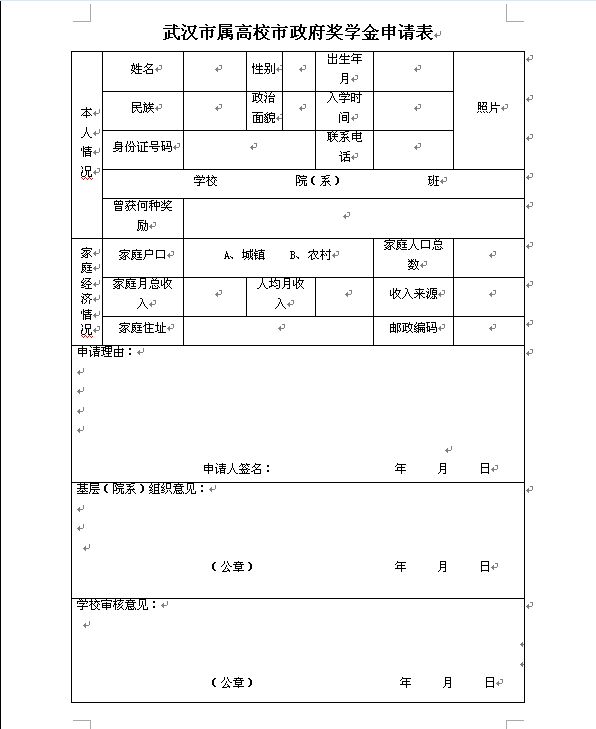 武汉市属高校市政府奖学金申请表
本人情况
姓名
性别
出生年月
照片
民族
政治面貌
入学时间
身份证号码
联系电话
学校 院(系) 班
曾获何种奖励
家庭经济情况
家庭户口
A、城镇 B、农村
家庭人口总数
家庭月总收入
人均月收入
收入来源
家庭住址
邮政编码
申请理由:
申请人签名: 年 月 日
基层(院系)组织意见:
(公章) 年 月 日
学校审核意见:
(公章) 年 月 日